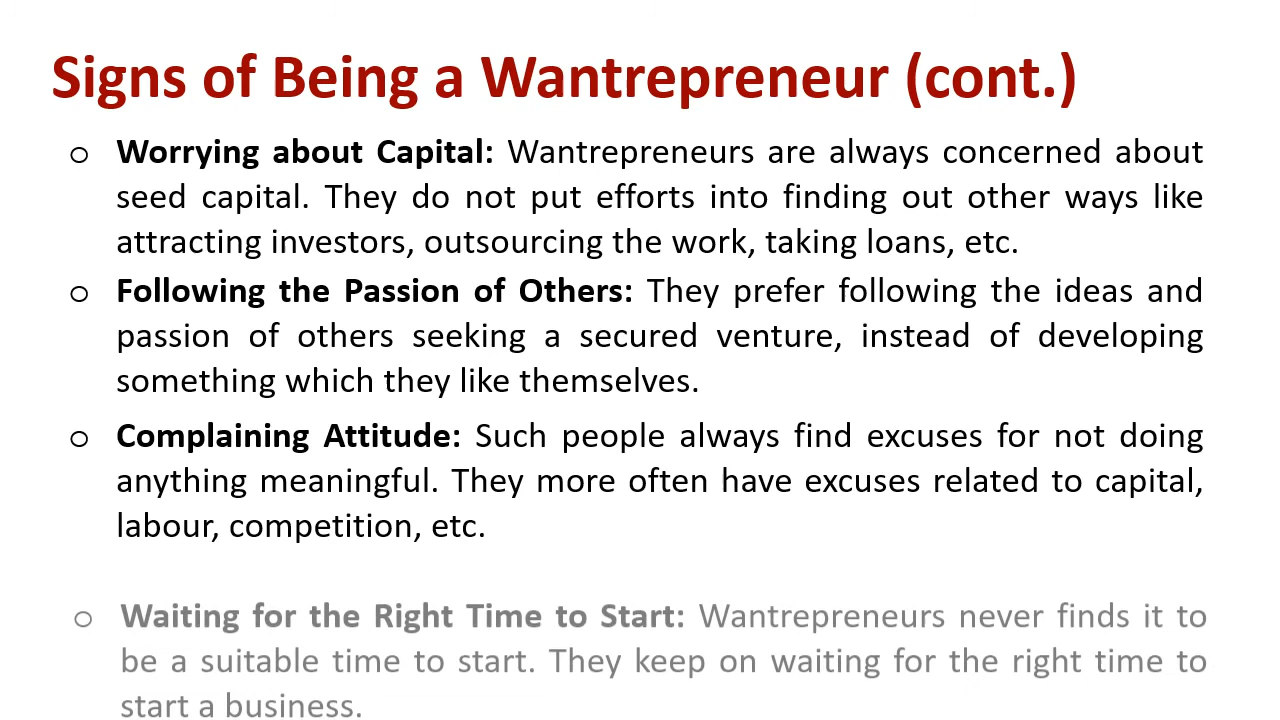 Signs of Being a Wantrepreneur (cont.)
o Worrying about Capital: Wantrepreneurs are always concerned about
seed capital. They do not put efforts into finding out other ways like
attracting investors, outsourcing the work, taking loans, etc.
o Following the Passion of Others: They prefer following the ideas and
passion of others seeking a secured venture, instead of developing
something which they like themselves.
o Complaining Attitude: Such people always find excuses for not doing
anything meaningful. They more often have excuses related to capital,
labour, competition, etc.
o Waiting for the Right Time to Start: Wantrepreneurs never finds it to
be a suitable time to start. They keep on waiting for the right time to
start a business.